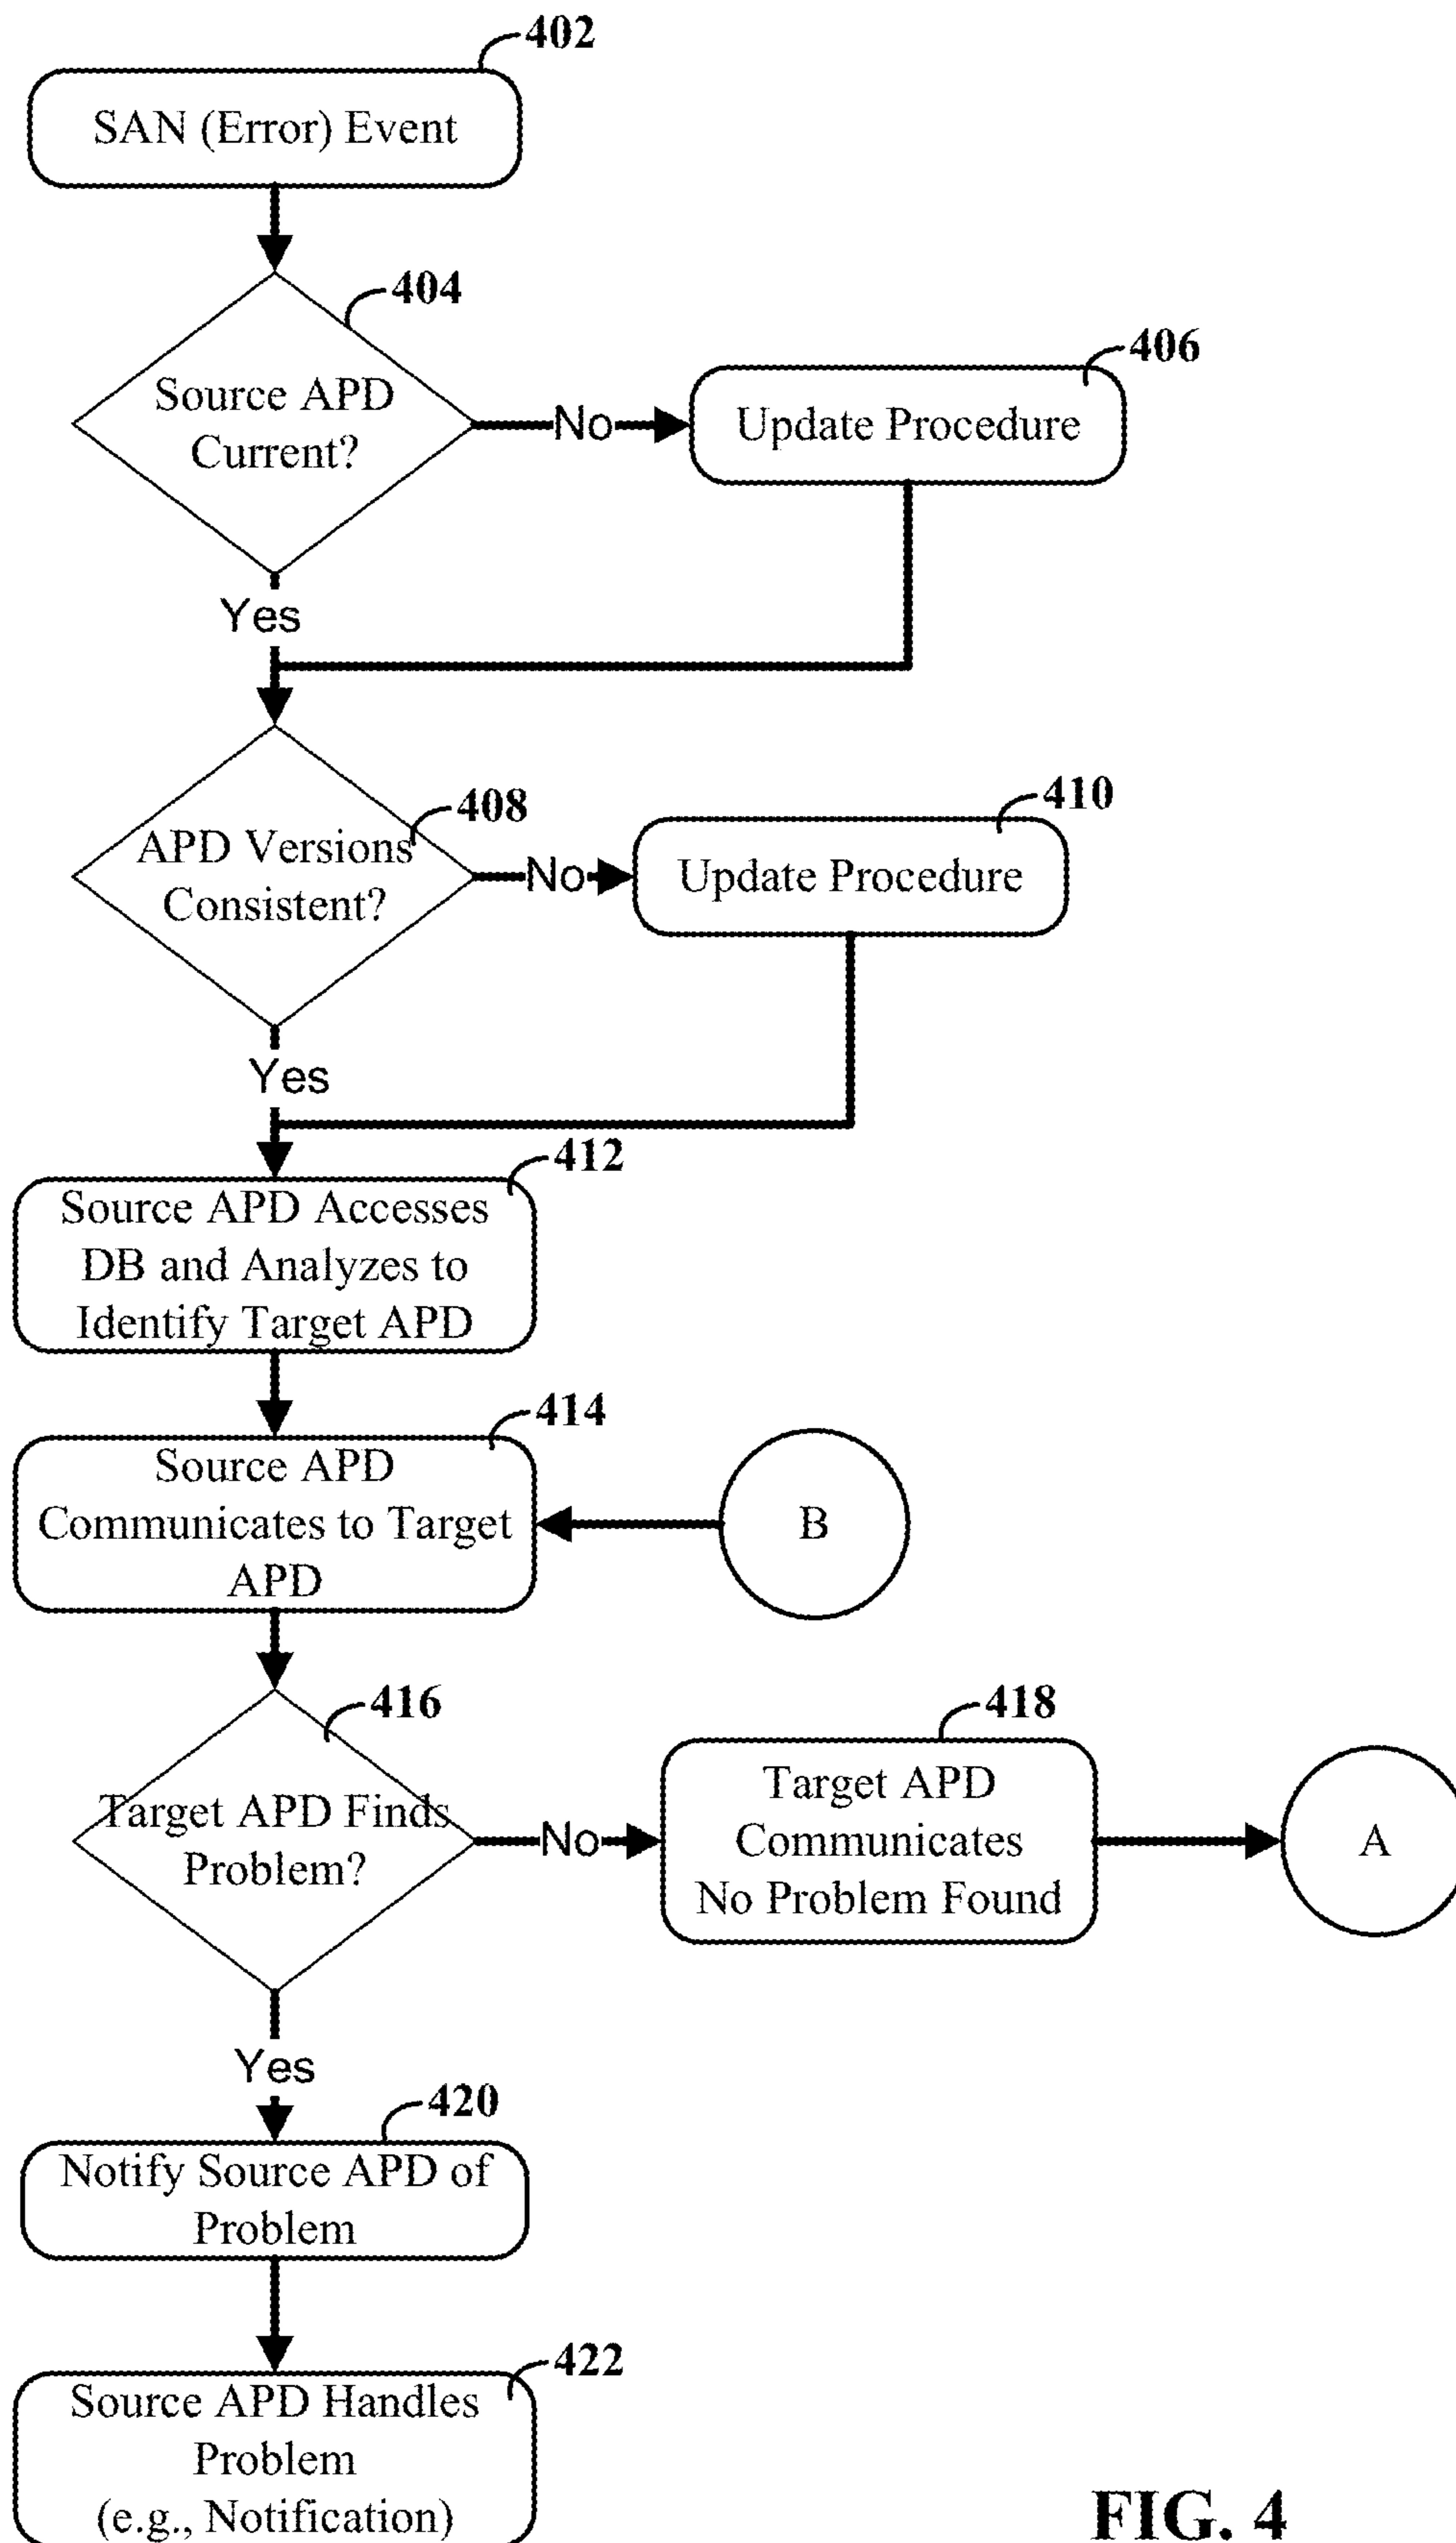 402
SAN (Error) Event
404
Source APD
Current?
No
406
Update Procedure
Yes
408
APD Versions
Consistent?
No
410
Update Procedure
Yes
412
Source APD Accesses
DB and Analyzes to
Identify Target APD
414
Source APD
Communicates to Target
APD
B
416
Target APD Finds
Problem?
No
418
Target APD
Communicates
No Problem Found
A
Yes
420
Notify Source APD of
Problem
422
Source APD Handles
Problem
(e.g., Notification)
FIG. 4